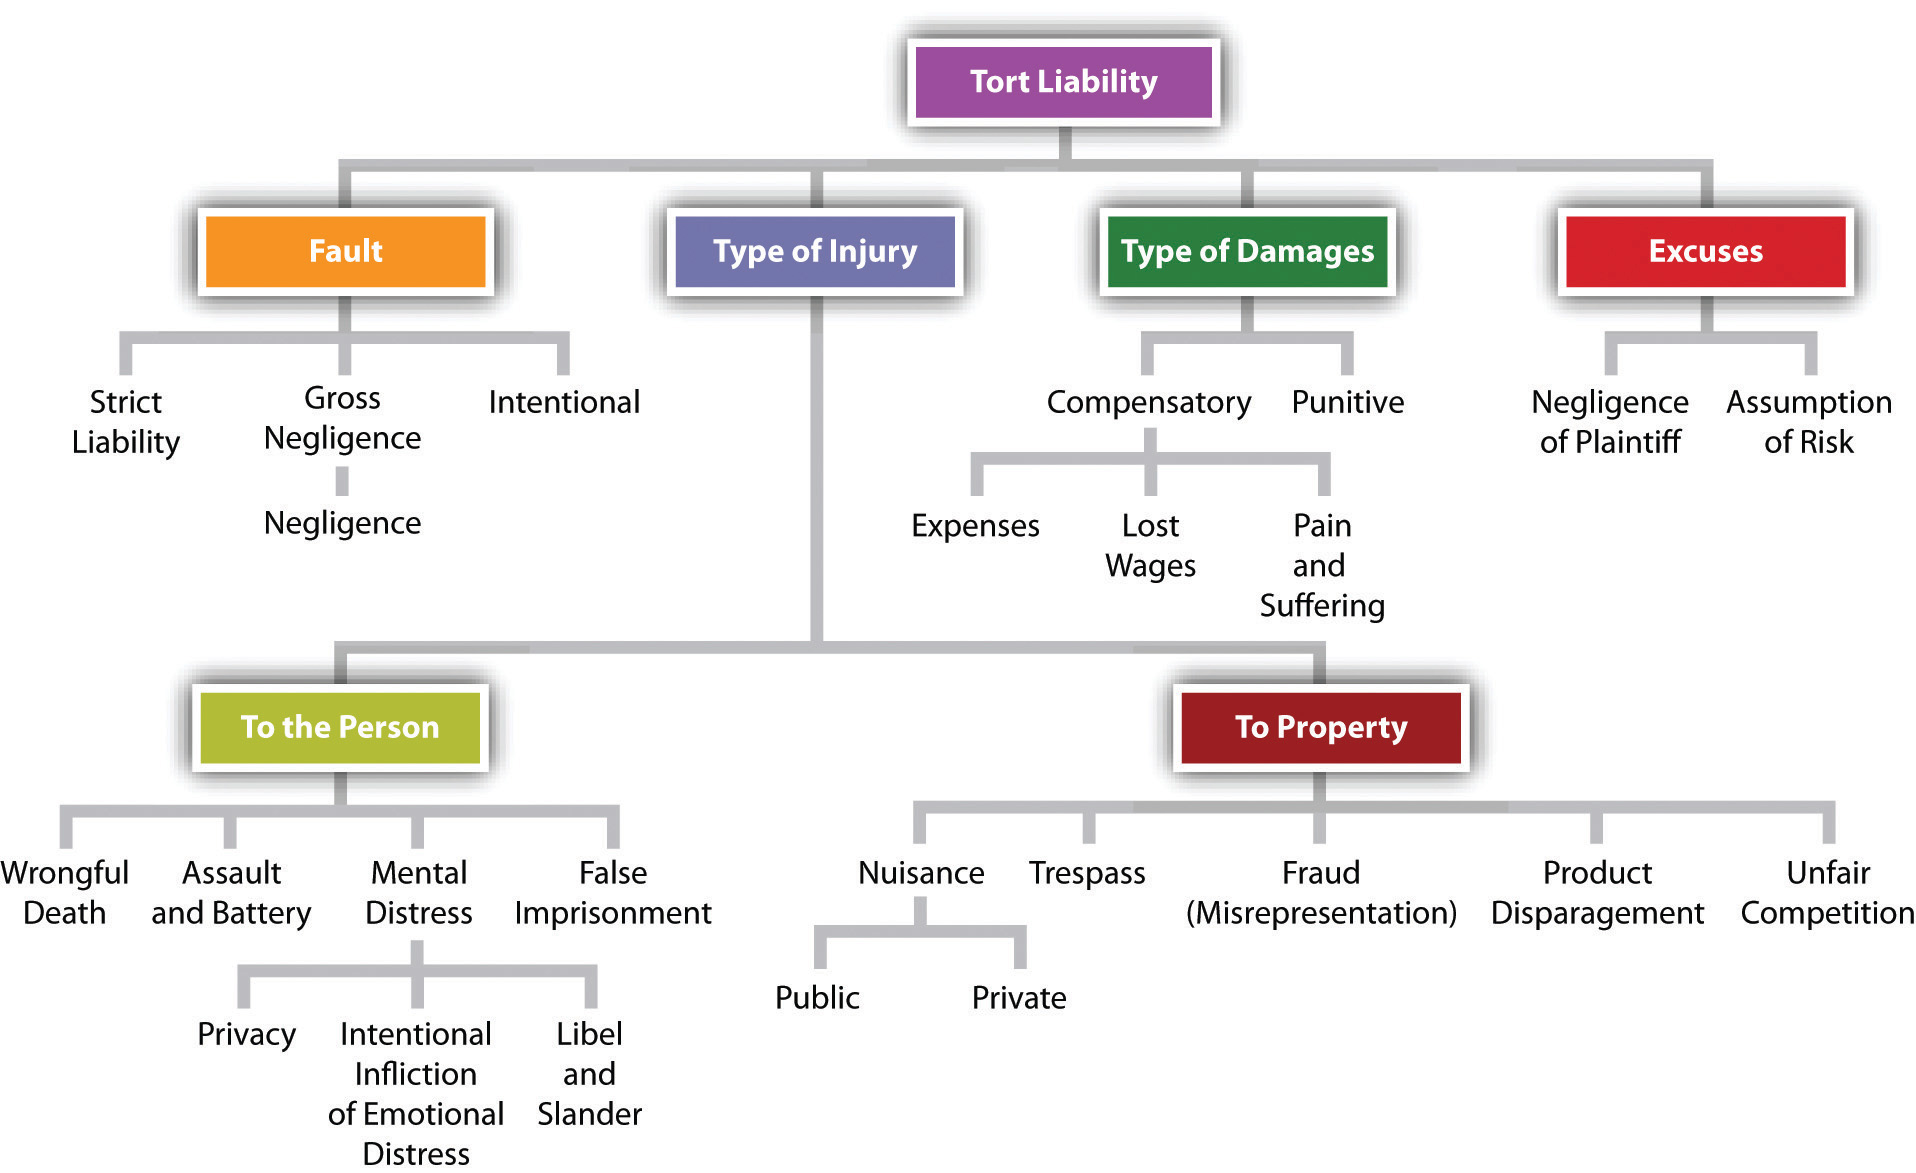 Tort Liability
Fault
Type of Injury
Type of Damages
Excuses
Strict
Liability
Gross
Negligence
Intentional
Negligence
Compensatory
Punitive
Expenses
Lost
Wages
Pain
and
Suffering
Negligence
of Plaintiff
Assumption
of Risk
To the Person
To Property
Wrongful
Death
Assault
and Battery
Mental
Distress
False
Imprisonment
Privacy
Intentional
Infliction
of Emotional
Distress
Libel
and
Slander
Nuisance
Trespass
Fraud
(Misrepresentation)
Product
Disparagement
Unfair
Competition
Public
Private